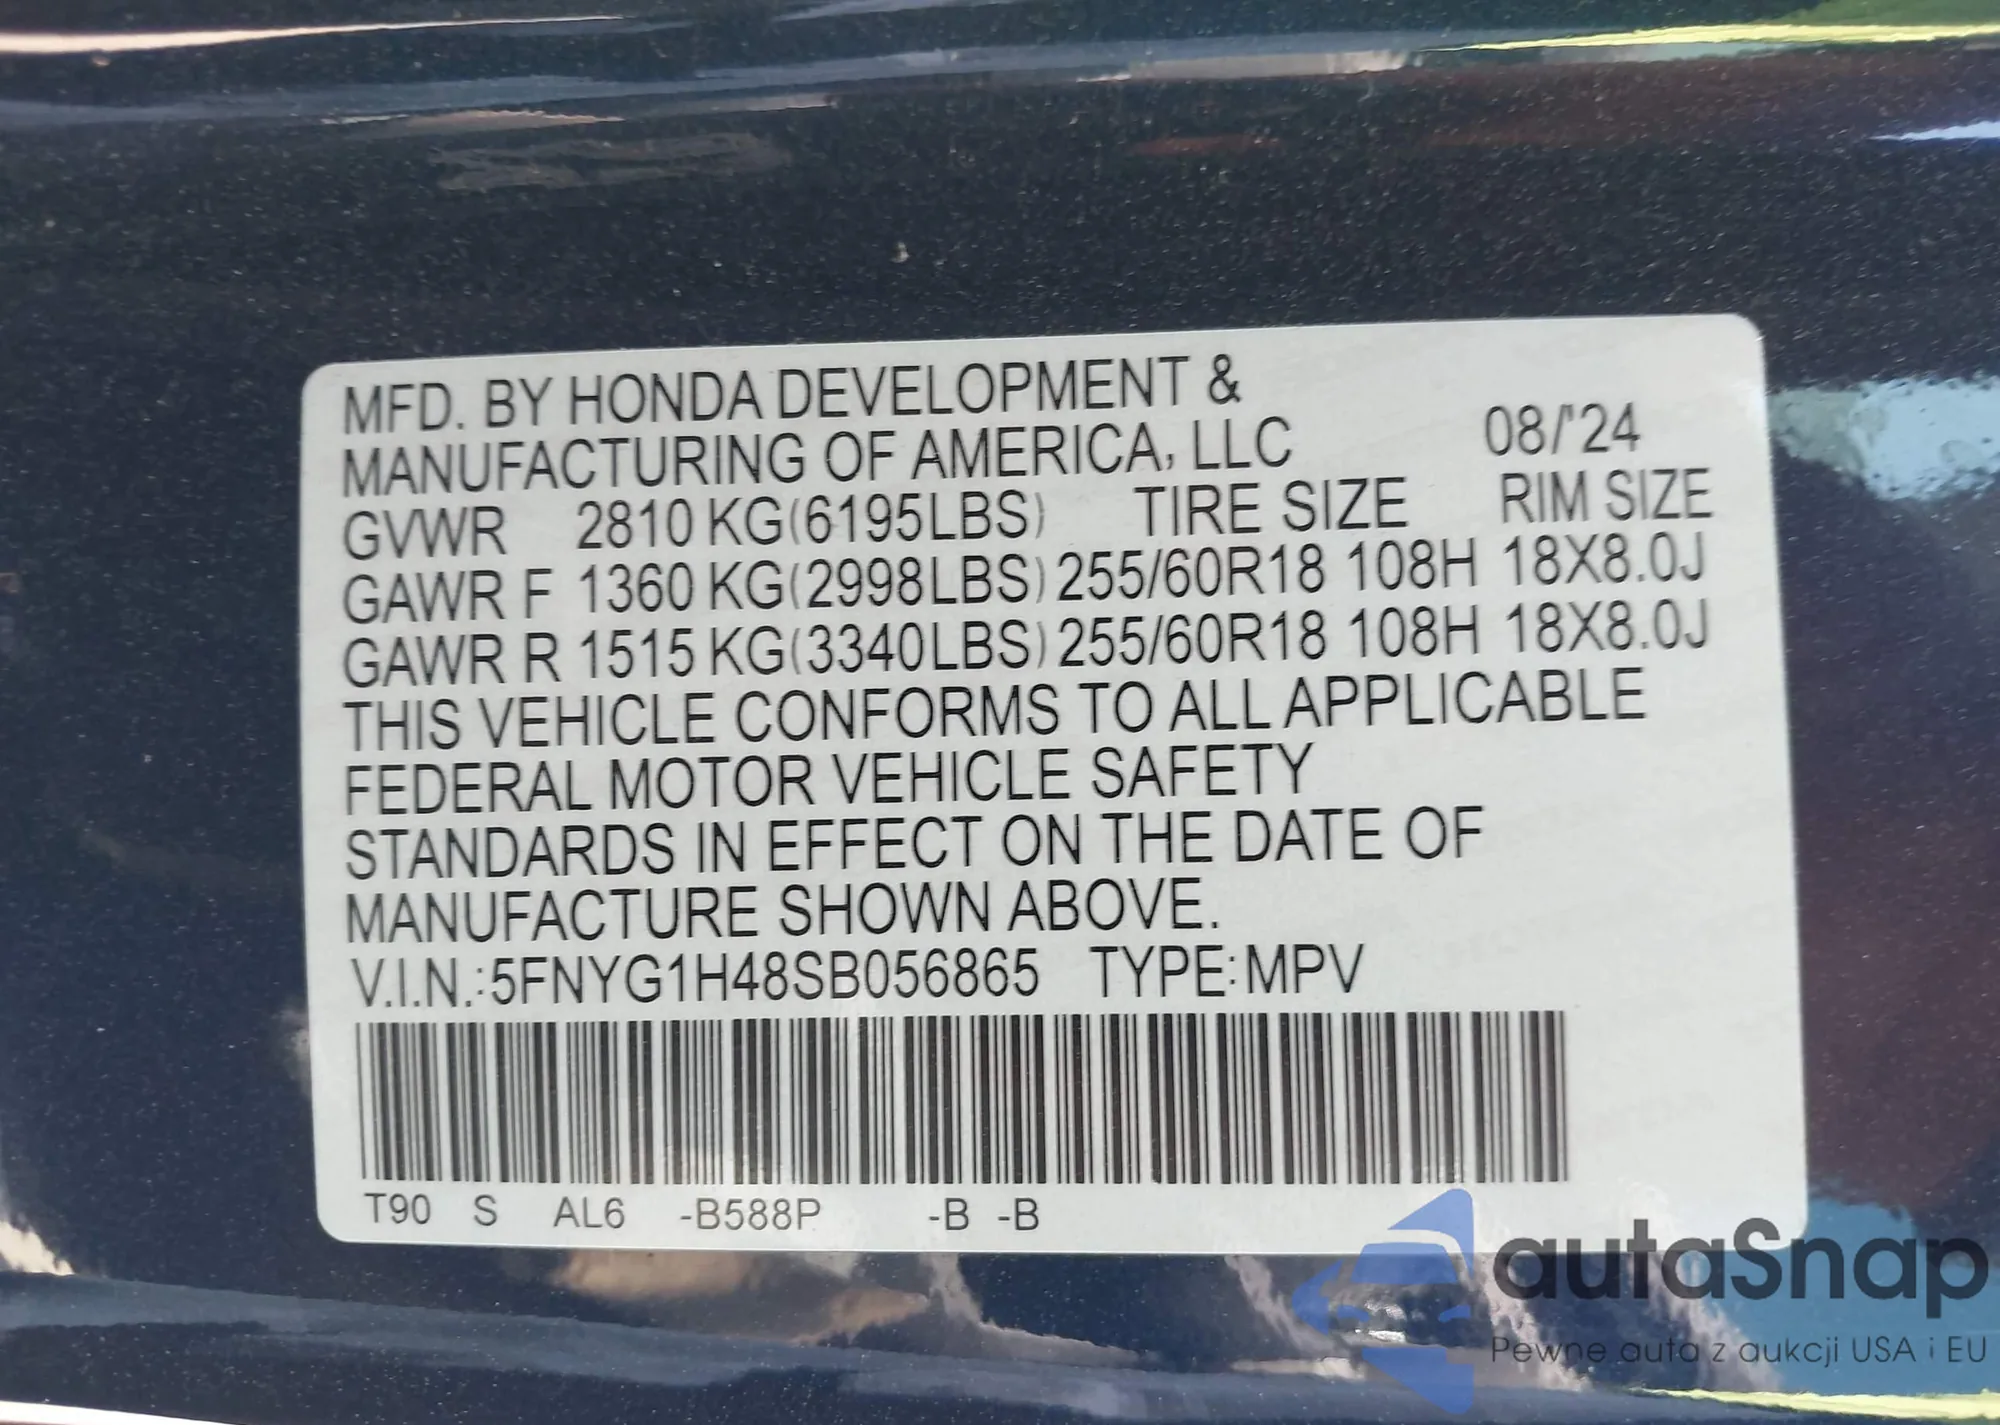 MFD. BY HONDA DEVELOPMENT &
MANUFACTURING OF AMERICA, LLC 08/'24
GVWR 2810 KG(6195LBS) TIRE SIZE RIM SIZE
GAWR F 1360 KG(2998LBS) 255/60R18 108H 18X8.0J
GAWR R 1515 KG(3340LBS) 255/60R18 108H 18X8.0J
THIS VEHICLE CONFORMS TO ALL APPLICABLE
FEDERAL MOTOR VEHICLE SAFETY
STANDARDS IN EFFECT ON THE DATE OF
MANUFACTURE SHOWN ABOVE.
V.I.N.:5FNYG1H48SB056865 TYPE:MPV
T90 S AL6 -B588P -B -B
autaSnap
Pewne auta z aukcji USA i EU